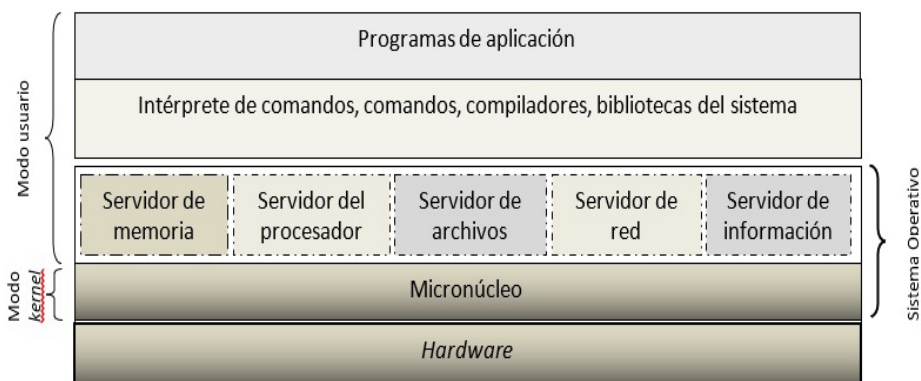 Programas de aplicación
Intérprete de comandos, comandos, compiladores, bibliotecas del sistema
Modo usuario
Servidor de
memoria
Servidor del
procesador
Servidor de
archivos
Servidor de
red
Servidor de
información
Sistema Operativo
Modo
kernel
Micronúcleo
Hardware